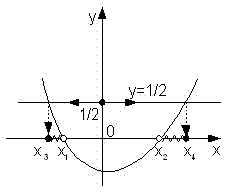 y
y=1/2
1/2
0
x₃ x₁ x₂ x₄ x